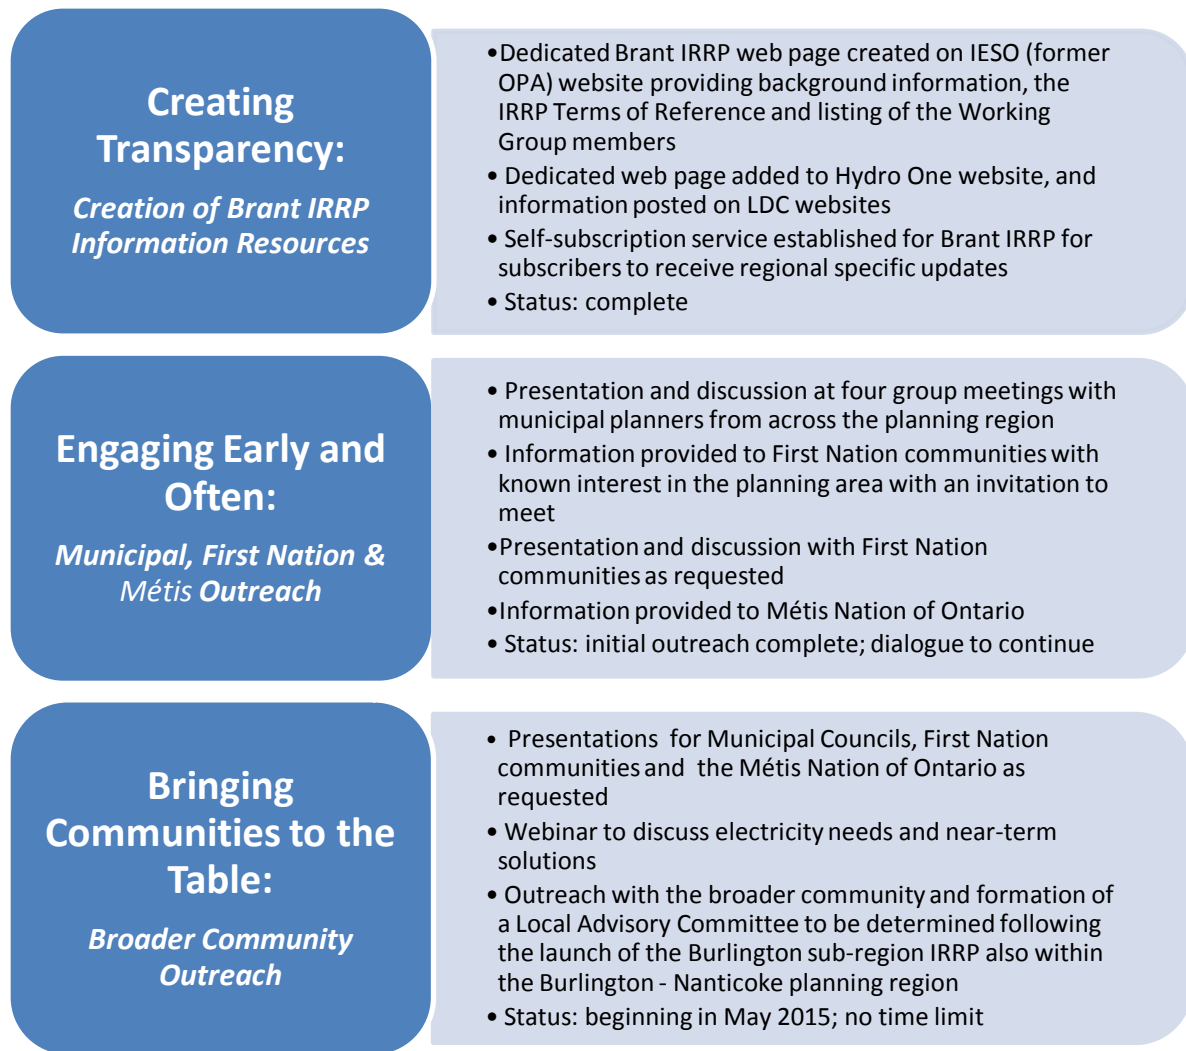 Creating
Transparency:
Creation of Brant IRRP
Information Resources
•Dedicated Brant IRRP web page created on IESO (former
OPA) website providing background information, the
IRRP Terms of Reference and listing of the Working
Group members
• Dedicated web page added to Hydro One website, and
information posted on LDC websites
• Self-subscription service established for Brant IRRP for
subscribers to receive regional specific updates
• Status: complete
Engaging Early and
Often:
Municipal, First Nation &
Métis Outreach
• Presentation and discussion at four group meetings with
municipal planners from across the planning region
• Information provided to First Nation communities with
known interest in the planning area with an invitation to
meet
•Presentation and discussion with First Nation
communities as requested
•Information provided to Métis Nation of Ontario
• Status: initial outreach complete; dialogue to continue
Bringing
Communities to the
Table:
Broader Community
Outreach
• Presentations for Municipal Councils, First Nation
communities and the Métis Nation of Ontario as
requested
• Webinar to discuss electricity needs and near-term
solutions
• Outreach with the broader community and formation of
a Local Advisory Committee to be determined following
the launch of the Burlington sub-region IRRP also within
the Burlington - Nanticoke planning region
• Status: beginning in May 2015; no time limit